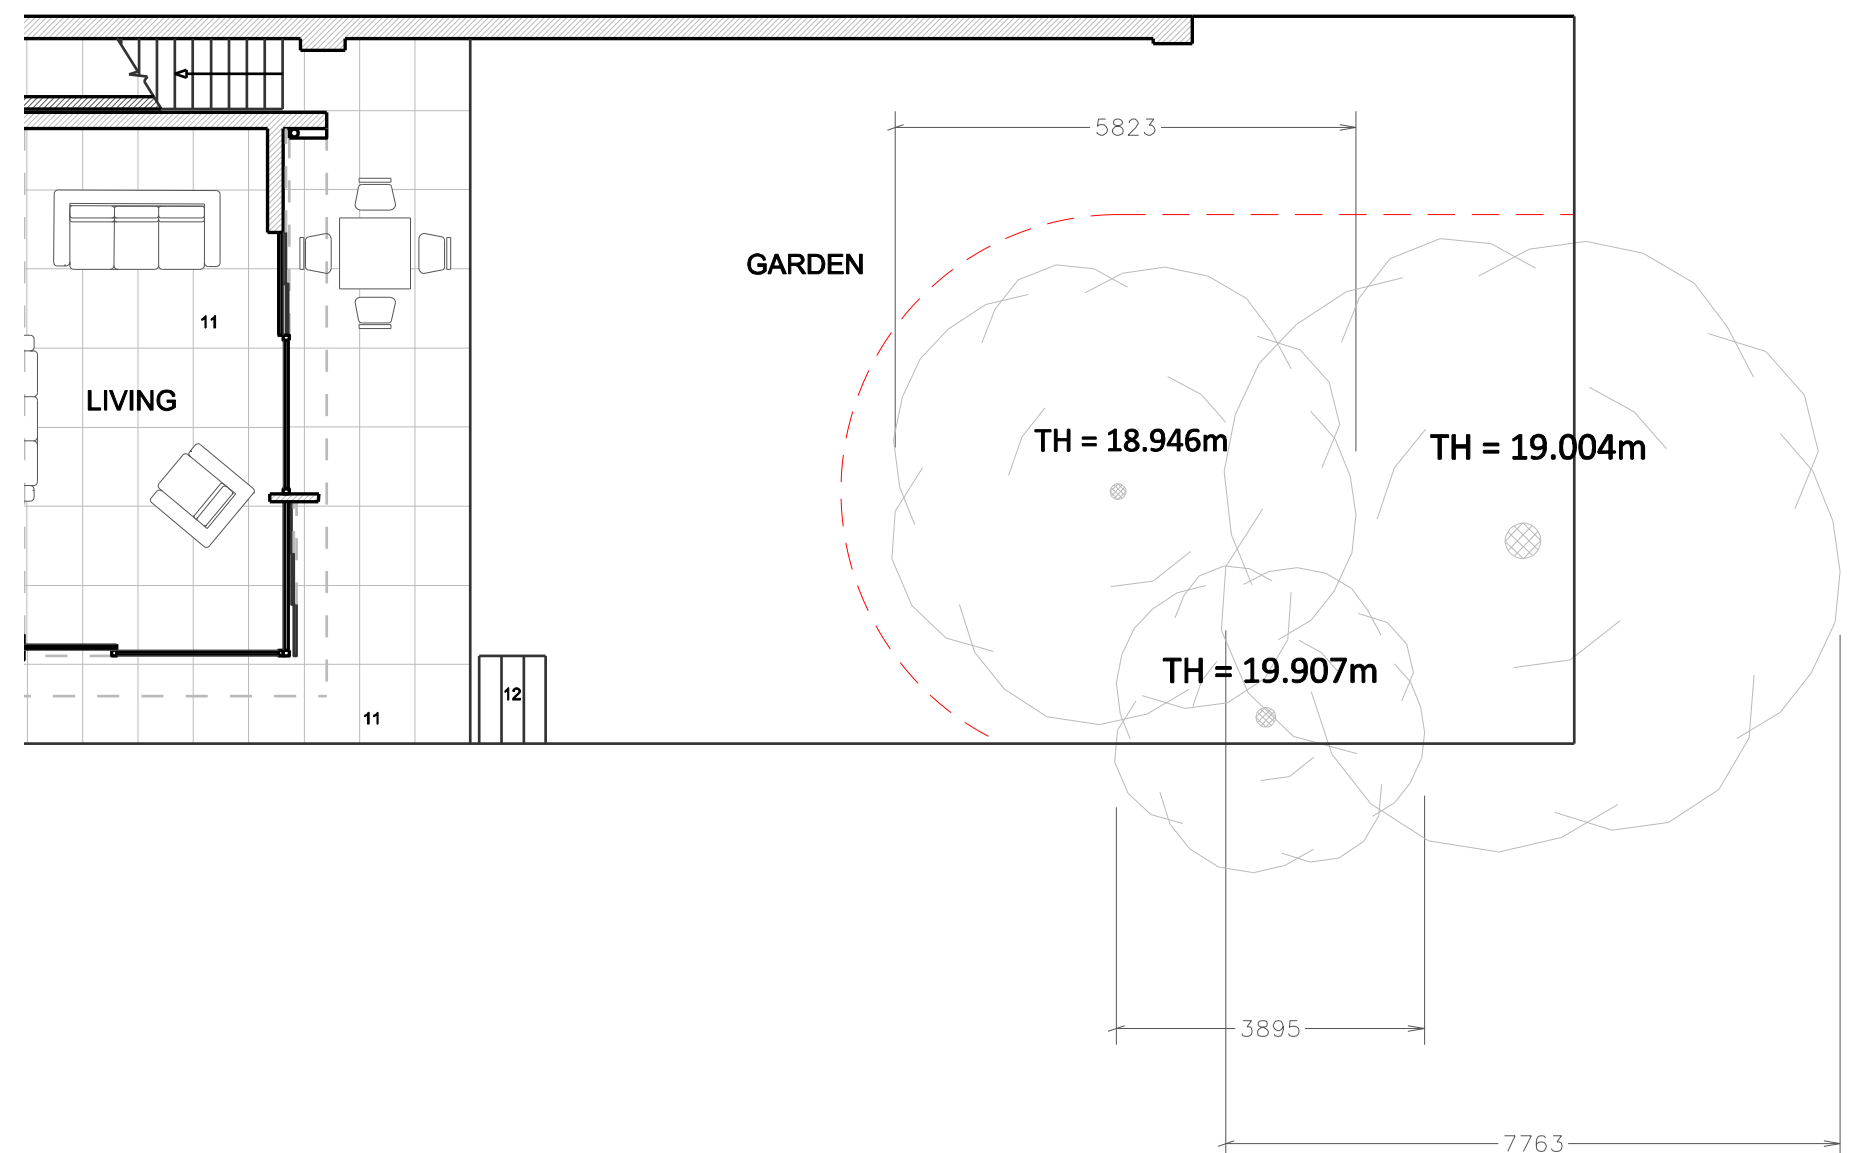 5823
GARDEN
11
LIVING
TH = 18.946m
TH = 19.004m
TH = 19.907m
12
11
3895
7763